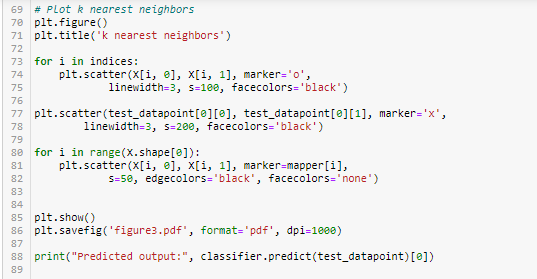 69 # Plot k nearest neighbors
70 plt.figure()
71 plt.title('k nearest neighbors')
72
73 for i in indices:
74     plt.scatter(X[i, 0], X[i, 1], marker='o',
75             linewidth=3, s=100, facecolors='black')
76
77 plt.scatter(test_datapoint[0][0], test_datapoint[0][1], marker='x',
78         linewidth=3, s=200, facecolors='black')
79
80 for i in range(X.shape[0]):
81     plt.scatter(X[i, 0], X[i, 1], marker=mapper[i],
82             s=50, edgecolors='black', facecolors='none')
83
84
85 plt.show()
86 plt.savefig('figure3.pdf', format='pdf', dpi=1000)
87
88 print("Predicted output:", classifier.predict(test_datapoint)[0])
89